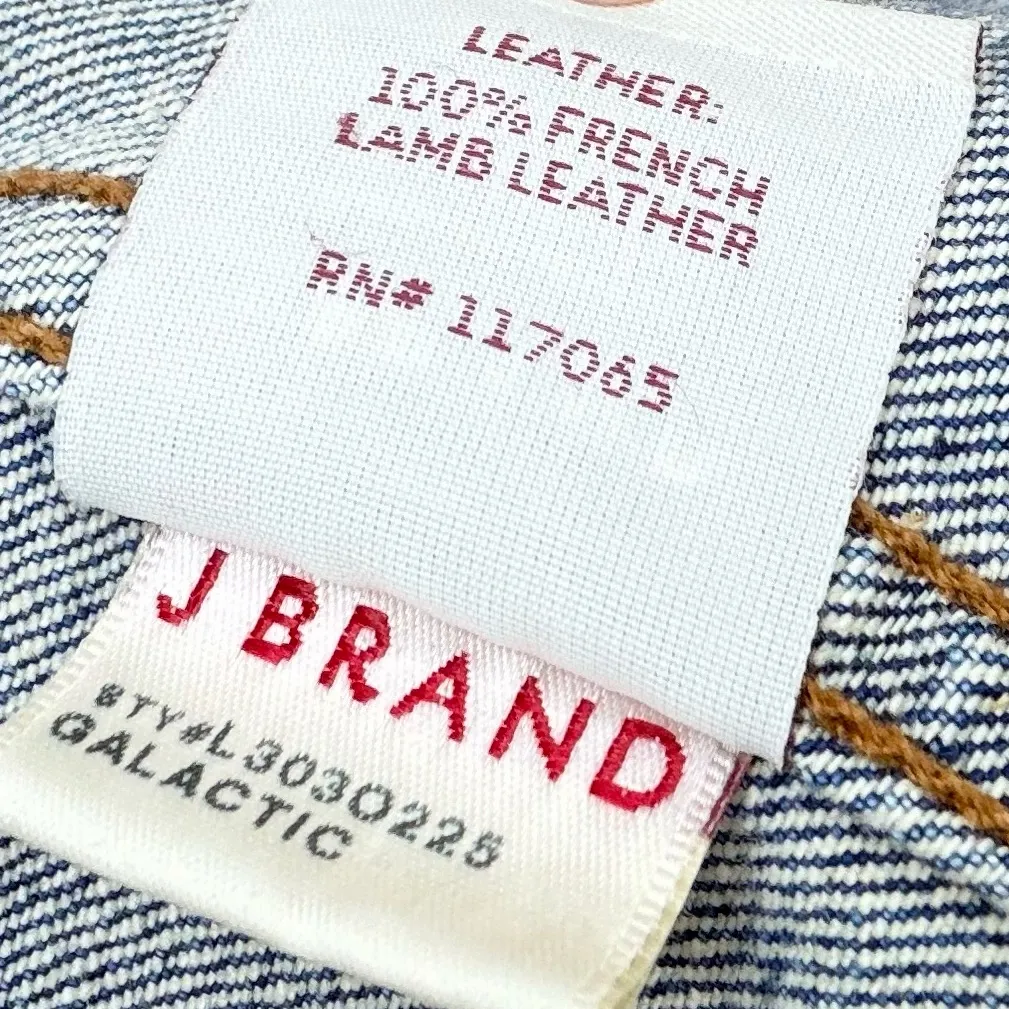 LEATHER:
100% FRENCH
LAMB LEATHER
RN# 117065
J BRAND
STY#L3030225
GALACTIC